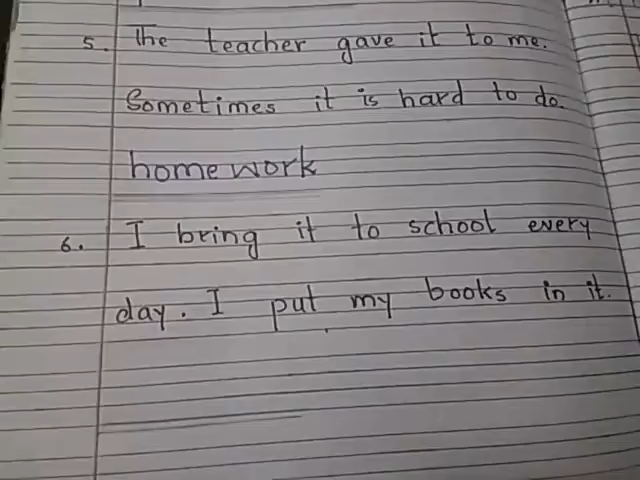 5. The teacher gave it to me.
Sometimes it is hard to do.
homework
6. I bring it to school every
day. I put my books in it.